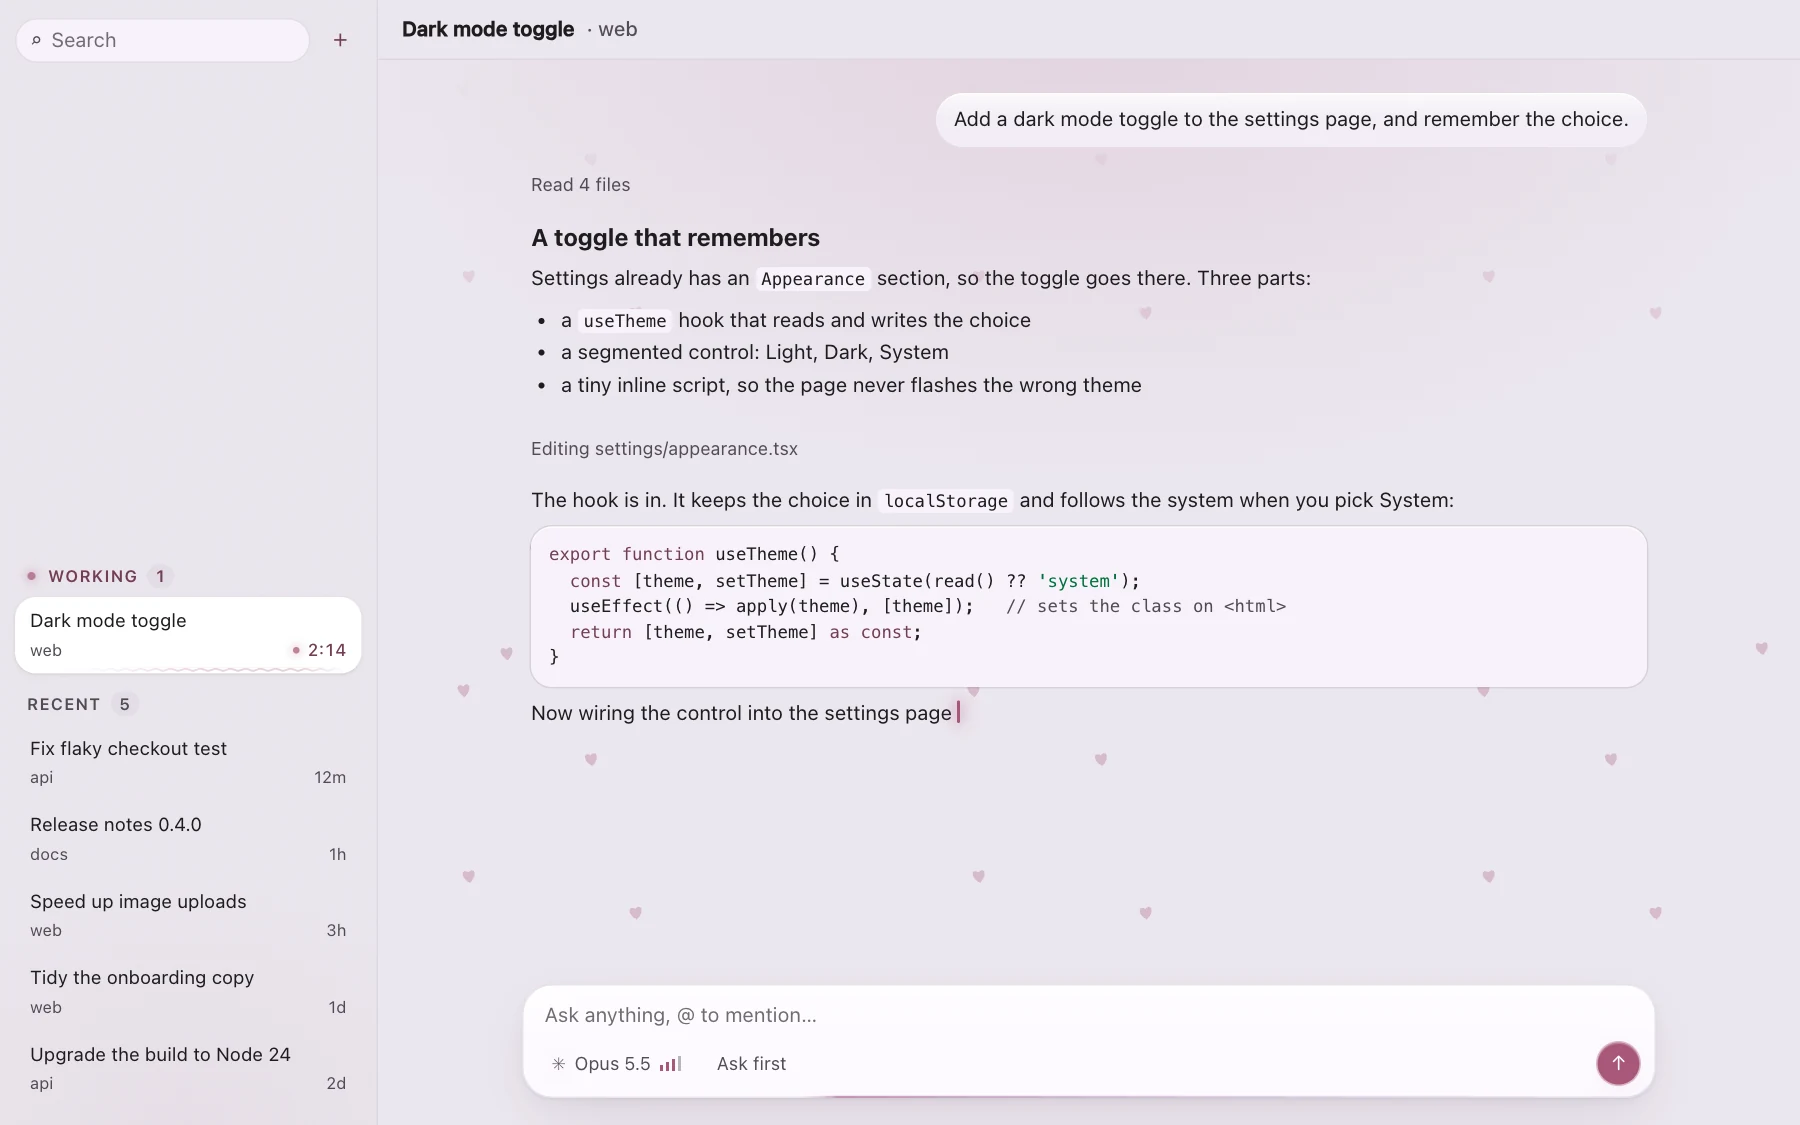 Search
+
Dark mode toggle · web
Add a dark mode toggle to the settings page, and remember the choice.
Read 4 files
A toggle that remembers
Settings already has an Appearance section, so the toggle goes there. Three parts:
• a useTheme hook that reads and writes the choice
• a segmented control: Light, Dark, System
• a tiny inline script, so the page never flashes the wrong theme
Editing settings/appearance.tsx
The hook is in. It keeps the choice in localStorage and follows the system when you pick System:
export function useTheme() {
  const [theme, setTheme] = useState(read() ?? 'system');
  useEffect(() => apply(theme), [theme]);   // sets the class on <html>
  return [theme, setTheme] as const;
}
Now wiring the control into the settings page
WORKING 1
Dark mode toggle
web 2:14
RECENT 5
Fix flaky checkout test
api 12m
Release notes 0.4.0
docs 1h
Speed up image uploads
web 3h
Tidy the onboarding copy
web 1d
Upgrade the build to Node 24
api 2d
Ask anything, @ to mention...
Opus 5.5 Ask first